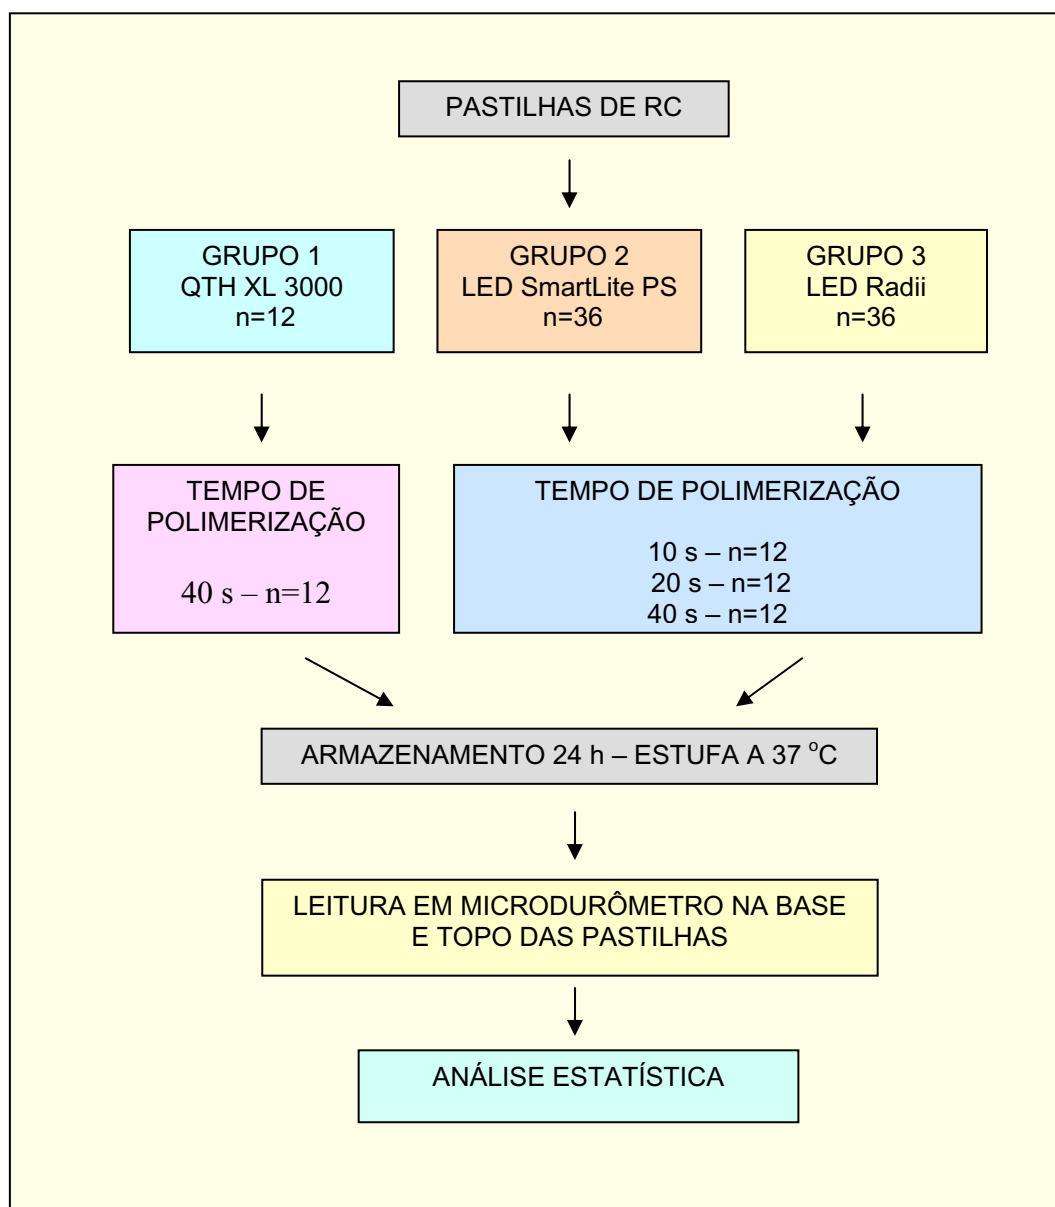 PASTILHAS DE RC
GRUPO 1
QTH XL 3000
n=12
GRUPO 2
LED SmartLite PS
n=36
GRUPO 3
LED Radii
n=36
TEMPO DE
POLIMERIZAÇÃO
40 s – n=12
TEMPO DE POLIMERIZAÇÃO
10 s – n=12
20 s – n=12
40 s – n=12
ARMAZENAMENTO 24 h – ESTUFA A 37 °C
LEITURA EM MICRODURÔMETRO NA BASE
E TOPO DAS PASTILHAS
ANÁLISE ESTATÍSTICA